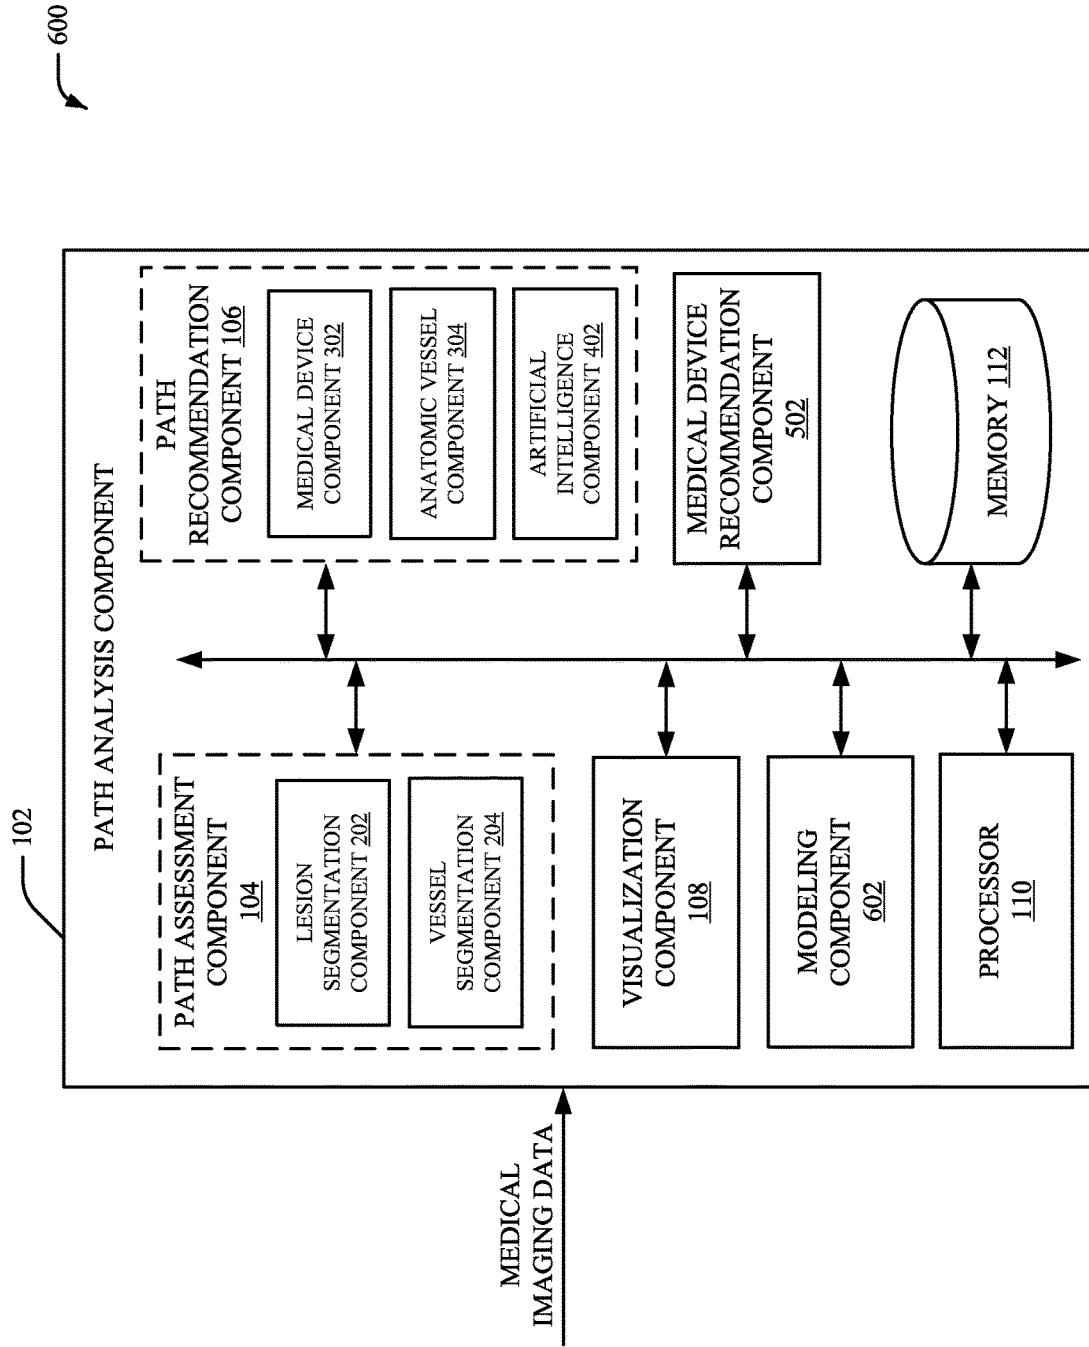 600
102
PATH ANALYSIS COMPONENT
PATH ASSESSMENT
COMPONENT
104
LESION
SEGMENTATION
COMPONENT 202
VESSEL
SEGMENTATION
COMPONENT 204
VISUALIZATION
COMPONENT
108
MODELING
COMPONENT
602
PROCESSOR
110
PATH
RECOMMENDATION
COMPONENT 106
MEDICAL DEVICE
COMPONENT 302
ANATOMIC VESSEL
COMPONENT 304
ARTIFICIAL
INTELLIGENCE
COMPONENT 402
MEDICAL DEVICE
RECOMMENDATION
COMPONENT
502
MEMORY 112
MEDICAL
IMAGING DATA